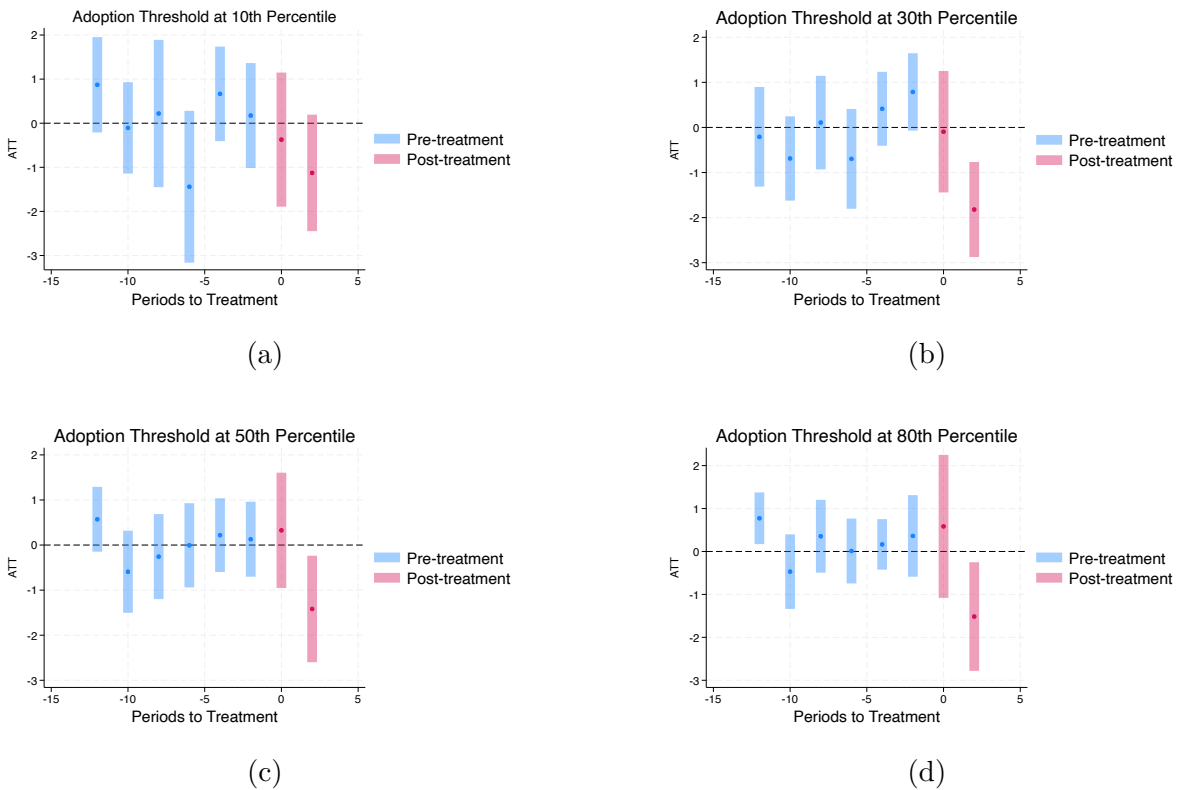 Adoption Threshold at 10th Percentile
2
1
0
-1
-2
-3
ATT
-15
-10
-5
0
5
Periods to Treatment
Pre-treatment
Post-treatment
(a)
Adoption Threshold at 30th Percentile
2
1
0
-1
-2
-3
ATT
-15
-10
-5
0
5
Periods to Treatment
Pre-treatment
Post-treatment
(b)
Adoption Threshold at 50th Percentile
2
1
0
-1
-2
-3
ATT
-15
-10
-5
0
5
Periods to Treatment
Pre-treatment
Post-treatment
(c)
Adoption Threshold at 80th Percentile
2
1
0
-1
-2
-3
ATT
-15
-10
-5
0
5
Periods to Treatment
Pre-treatment
Post-treatment
(d)